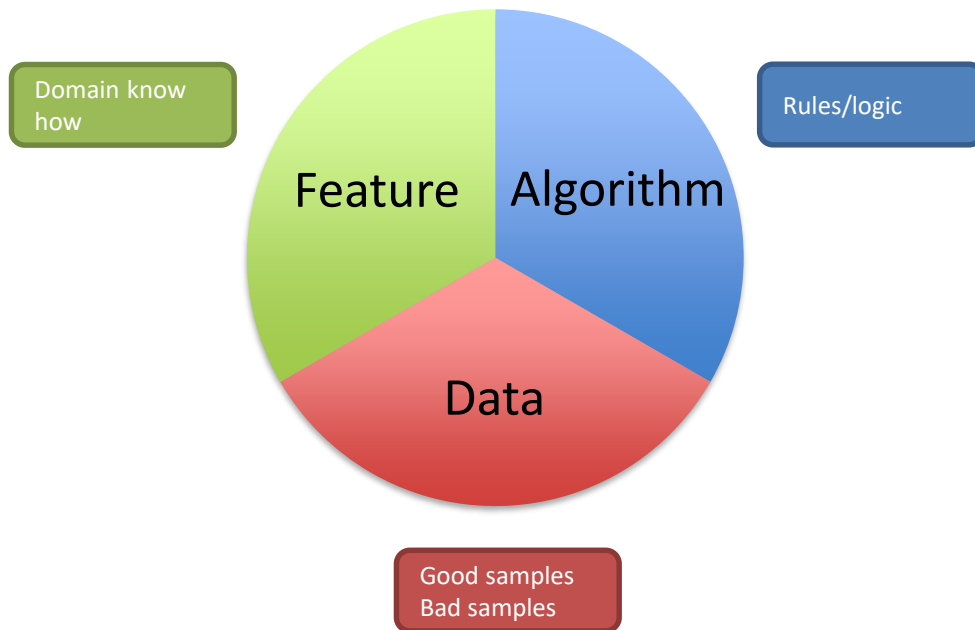 Domain know
how
Rules/logic
Feature
Algorithm
Data
Good samples
Bad samples